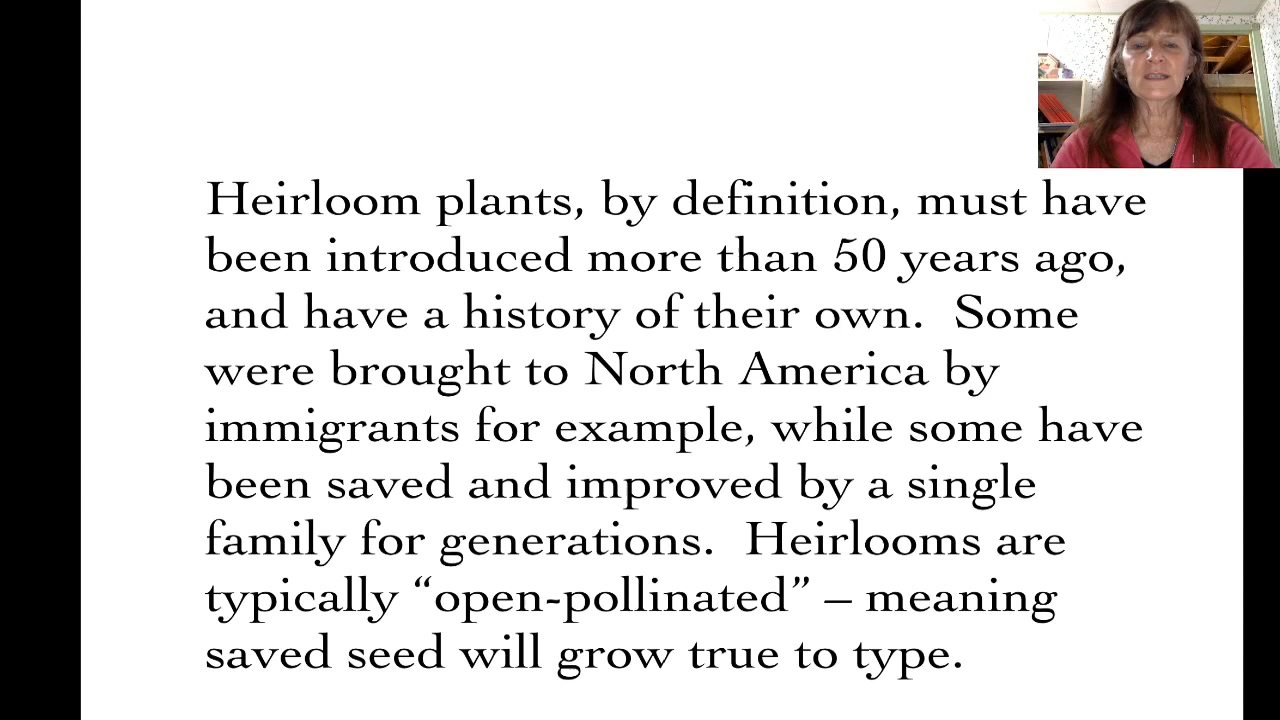 Heirloom plants, by definition, must have
been introduced more than 50 years ago,
and have a history of their own.  Some
were brought to North America by
immigrants for example, while some have
been saved and improved by a single
family for generations.  Heirlooms are
typically “open-pollinated” – meaning
saved seed will grow true to type.